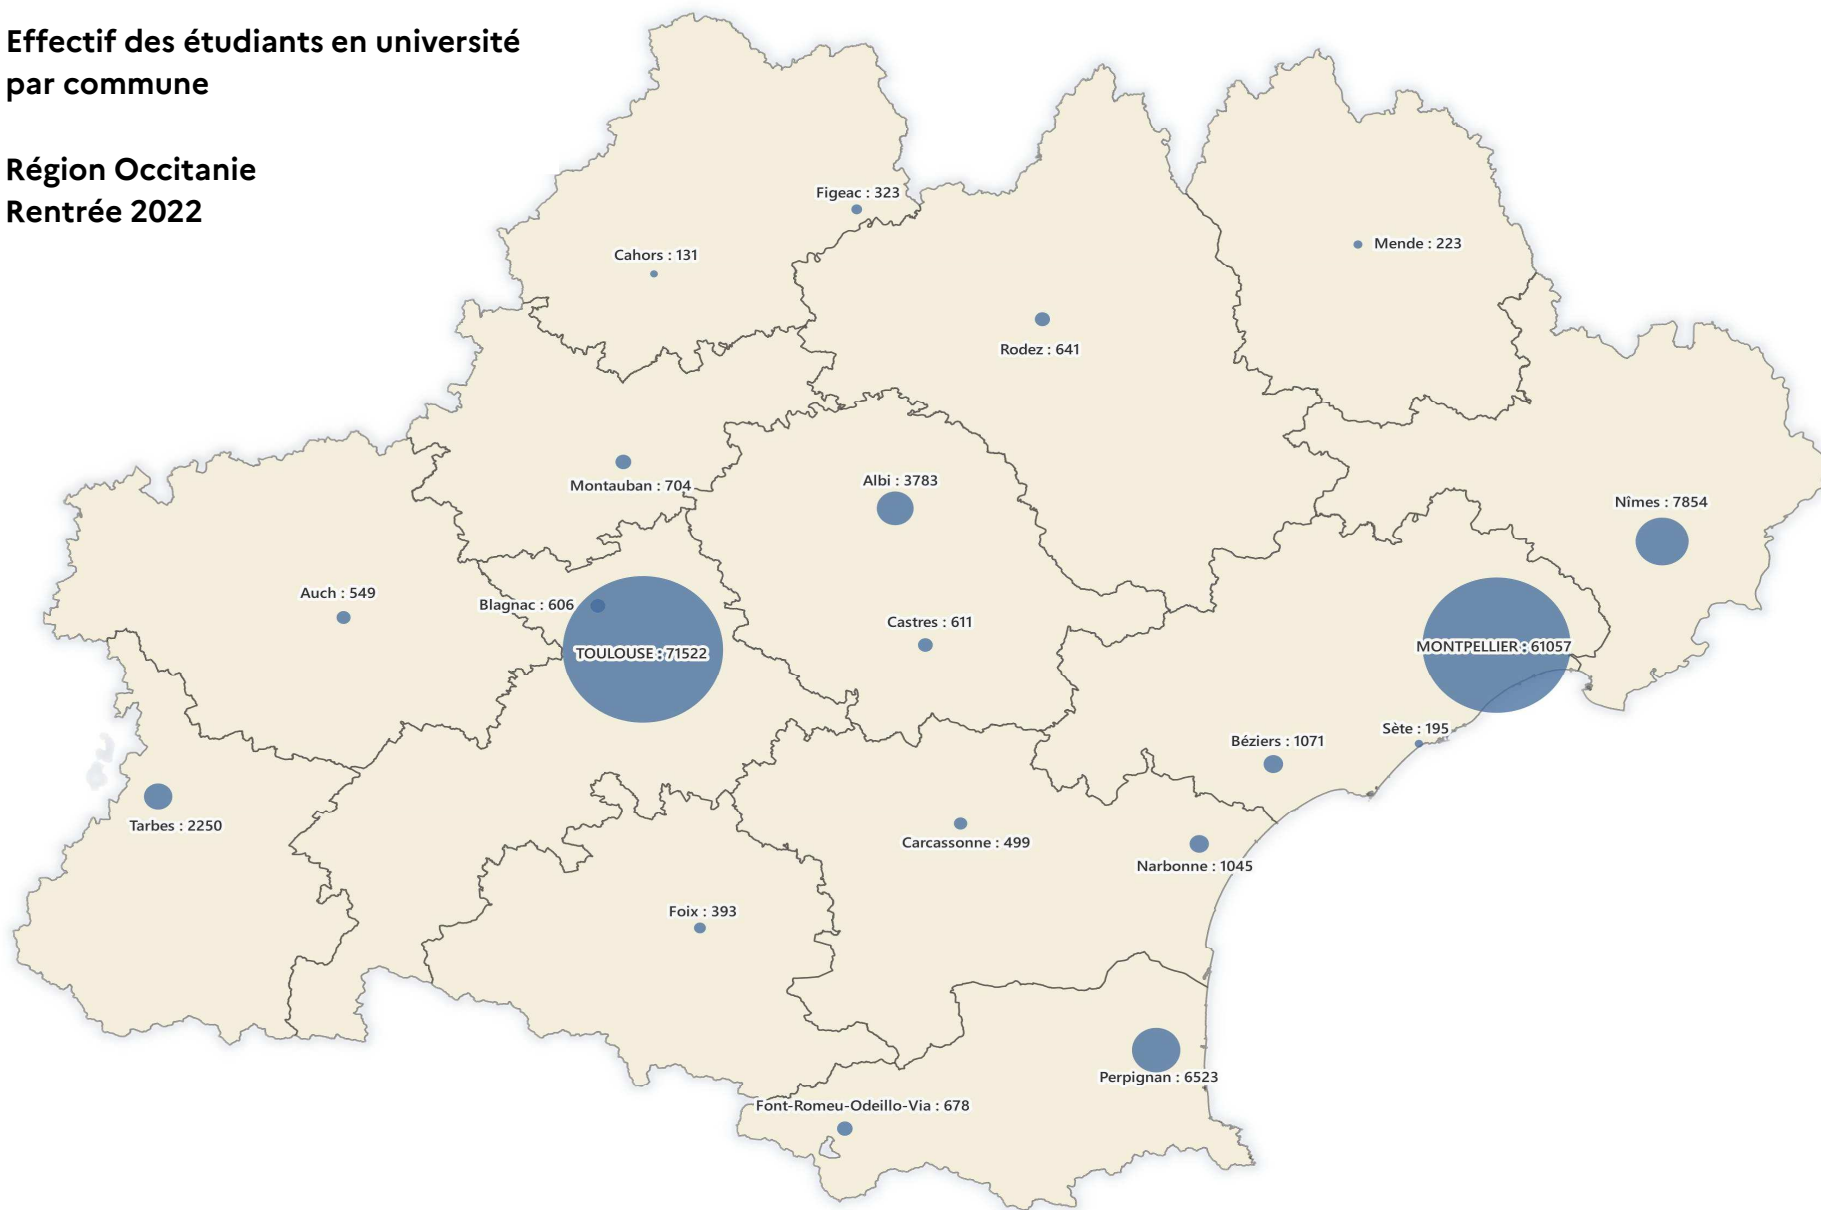 Effectif des étudiants en université
par commune
Région Occitanie
Rentrée 2022
Figeac : 323
Cahors : 131
Mende : 223
Rodez : 641
Montauban : 704
Albi : 3783
Nîmes : 7854
Auch : 549
Blagnac : 606
Castres : 611
TOULOUSE : 71522
MONTPELLIER : 61057
Sète : 195
Béziers : 1071
Tarbes : 2250
Carcassonne : 499
Narbonne : 1045
Foix : 393
Perpignan : 6523
Font-Romeu-Odeillo-Via : 678